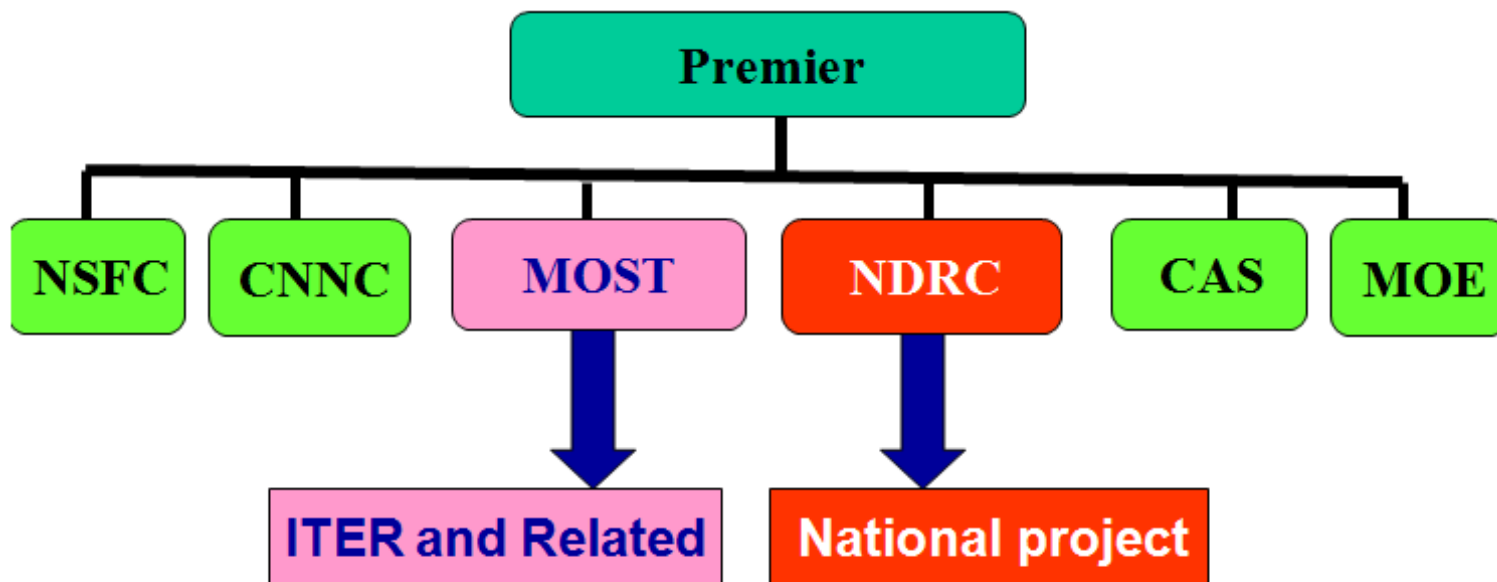 Premier
NSFC
CNNC
MOST
NDRC
CAS
MOE
ITER and Related
National project